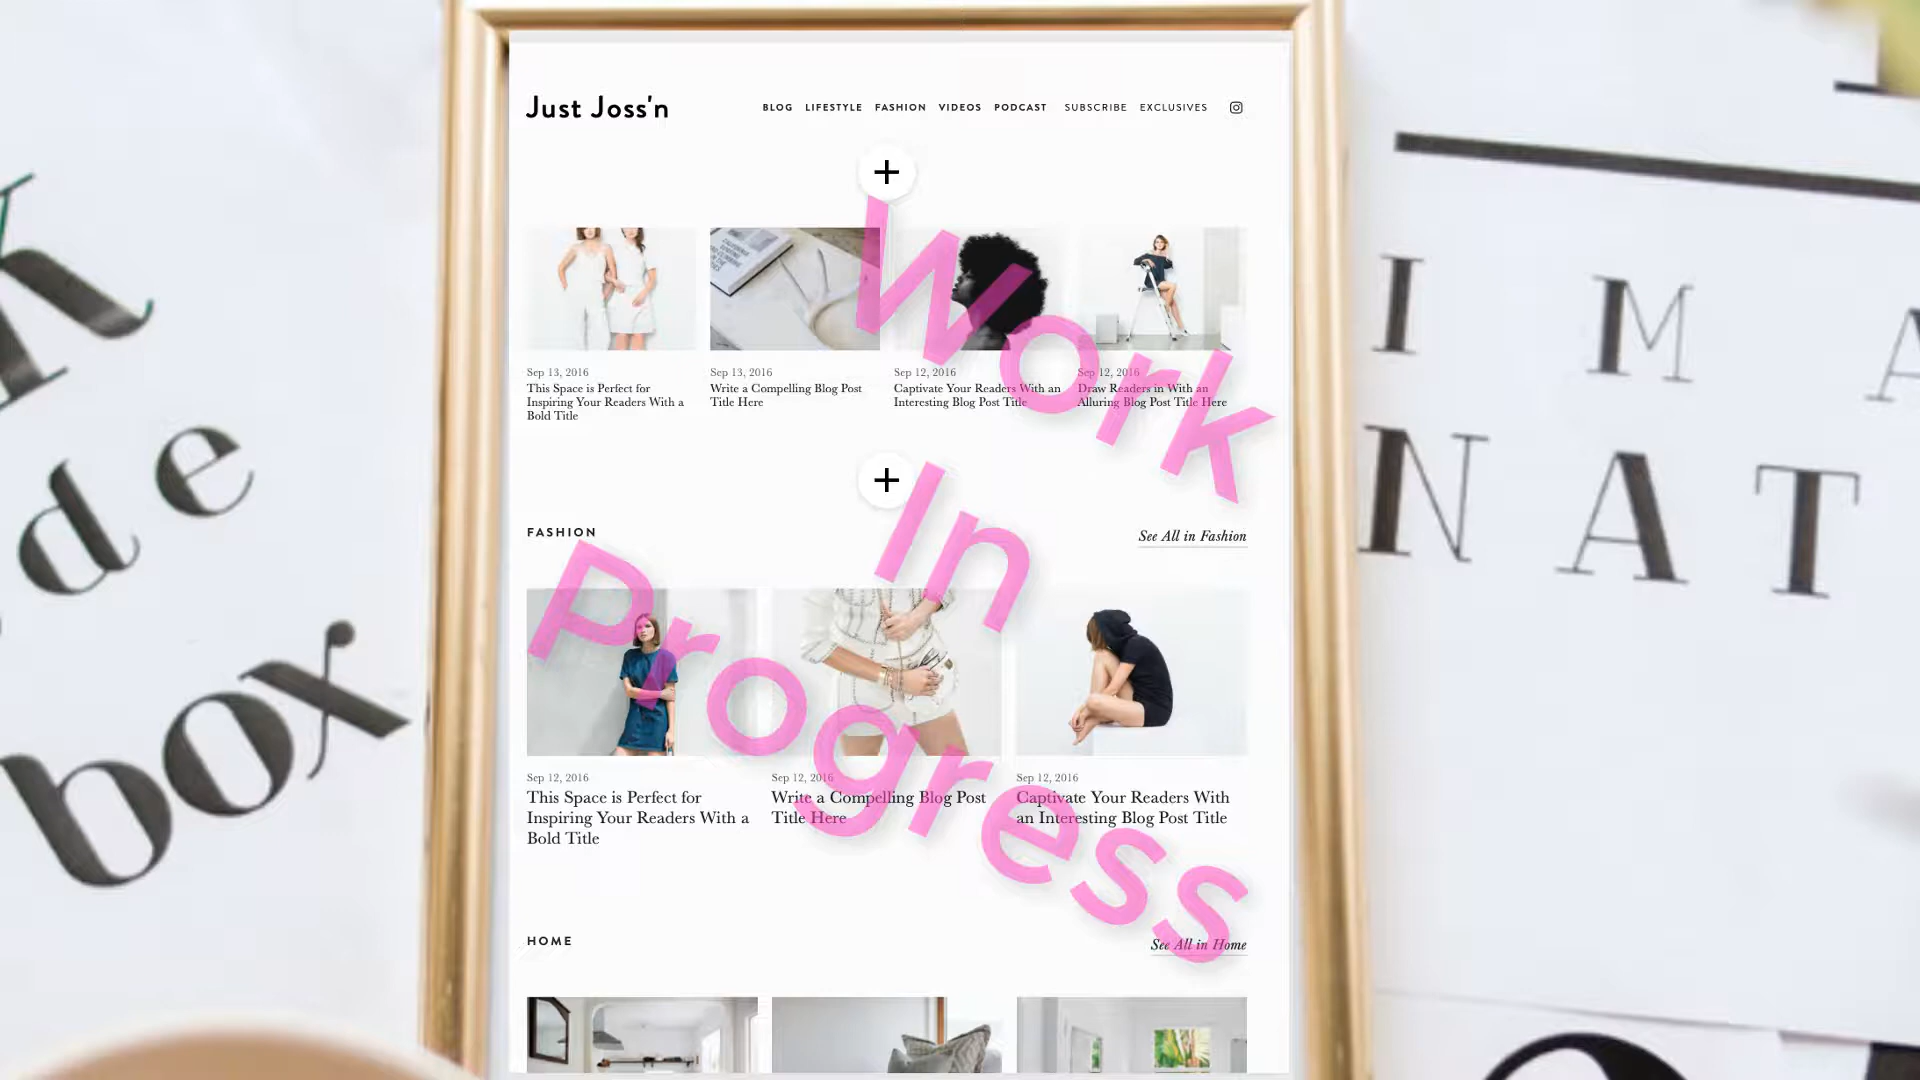 Just Joss'n
BLOG LIFESTYLE FASHION VIDEOS PODCAST SUBSCRIBE EXCLUSIVES
+
Sep 13, 2016
This Space is Perfect for
Inspiring Your Readers With a
Bold Title
Sep 13, 2016
Write a Compelling Blog Post
Title Here
Sep 12, 2016
Captivate Your Readers With an
Interesting Blog Post Title
Sep 12, 2016
Draw Readers in With an
Alluring Blog Post Title Here
+
Work
In
Progress
FASHION
See All in Fashion
Sep 12, 2016
This Space is Perfect for
Inspiring Your Readers With a
Bold Title
Sep 12, 2016
Write a Compelling Blog Post
Title Here
Sep 12, 2016
Captivate Your Readers With
an Interesting Blog Post Title
HOME
See All in Home
K
de
box
I M A
N A T